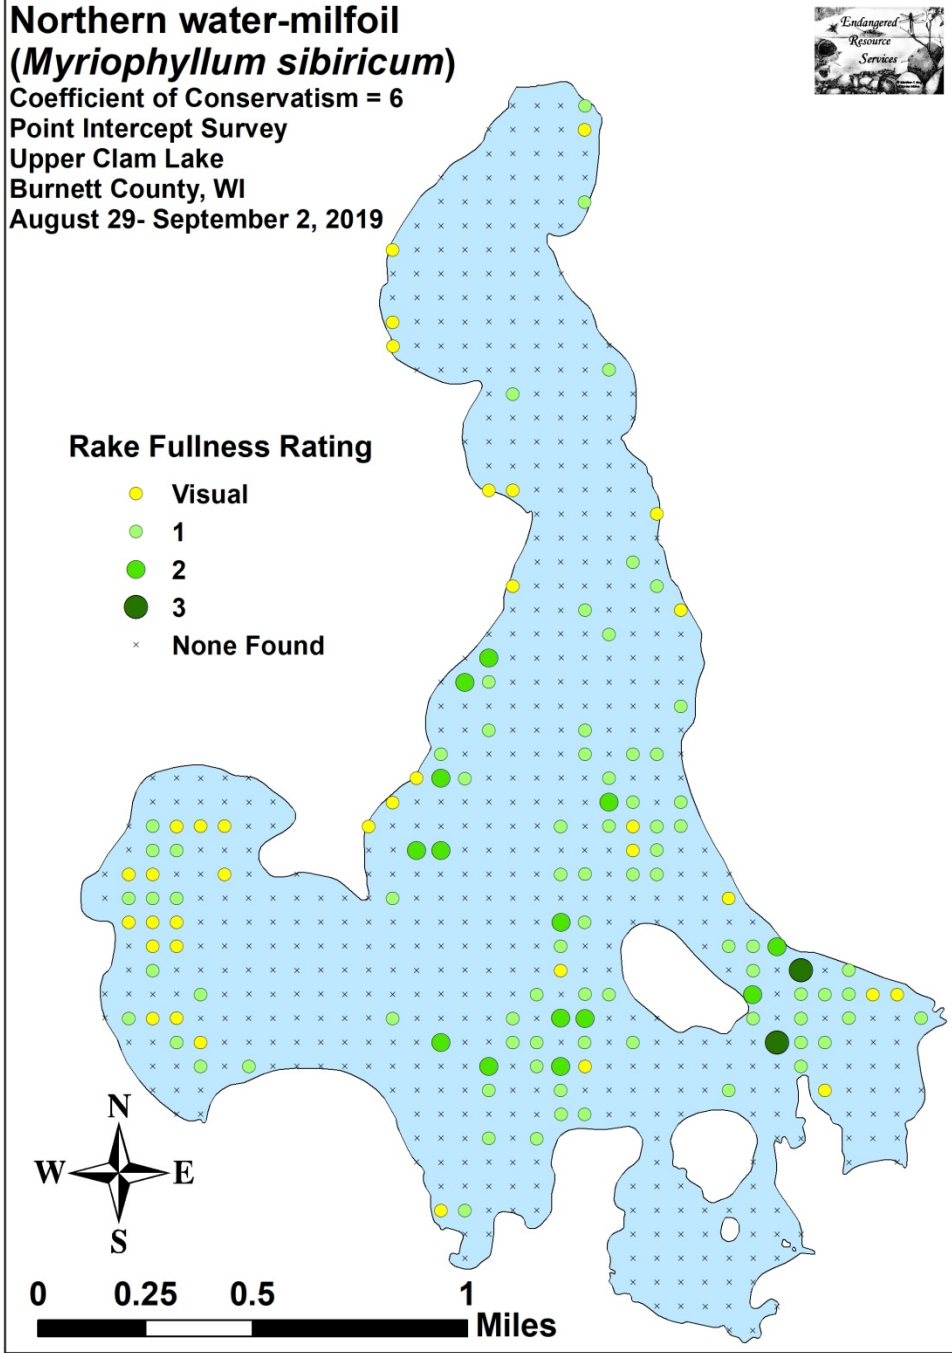 Northern water-milfoil
(Myriophyllum sibiricum)
Coefficient of Conservatism = 6
Point Intercept Survey
Upper Clam Lake
Burnett County, WI
August 29- September 2, 2019
Endangered
Resource
Services
Rake Fullness Rating
Visual
1
2
3
None Found
N
W E
S
0 0.25 0.5 1
Miles